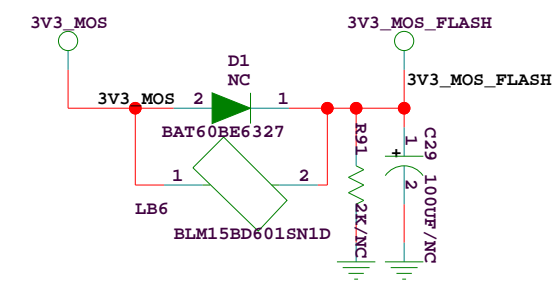 3V3_MOS
3V3_MOS_FLASH
D1
NC
3V3_MOS_FLASH
3V3_MOS
2
1
BAT60BE6327
R91
2K/NC
C29
100UF/NC
1
+
2
1
2
LB6
BLM15BD601SN1D